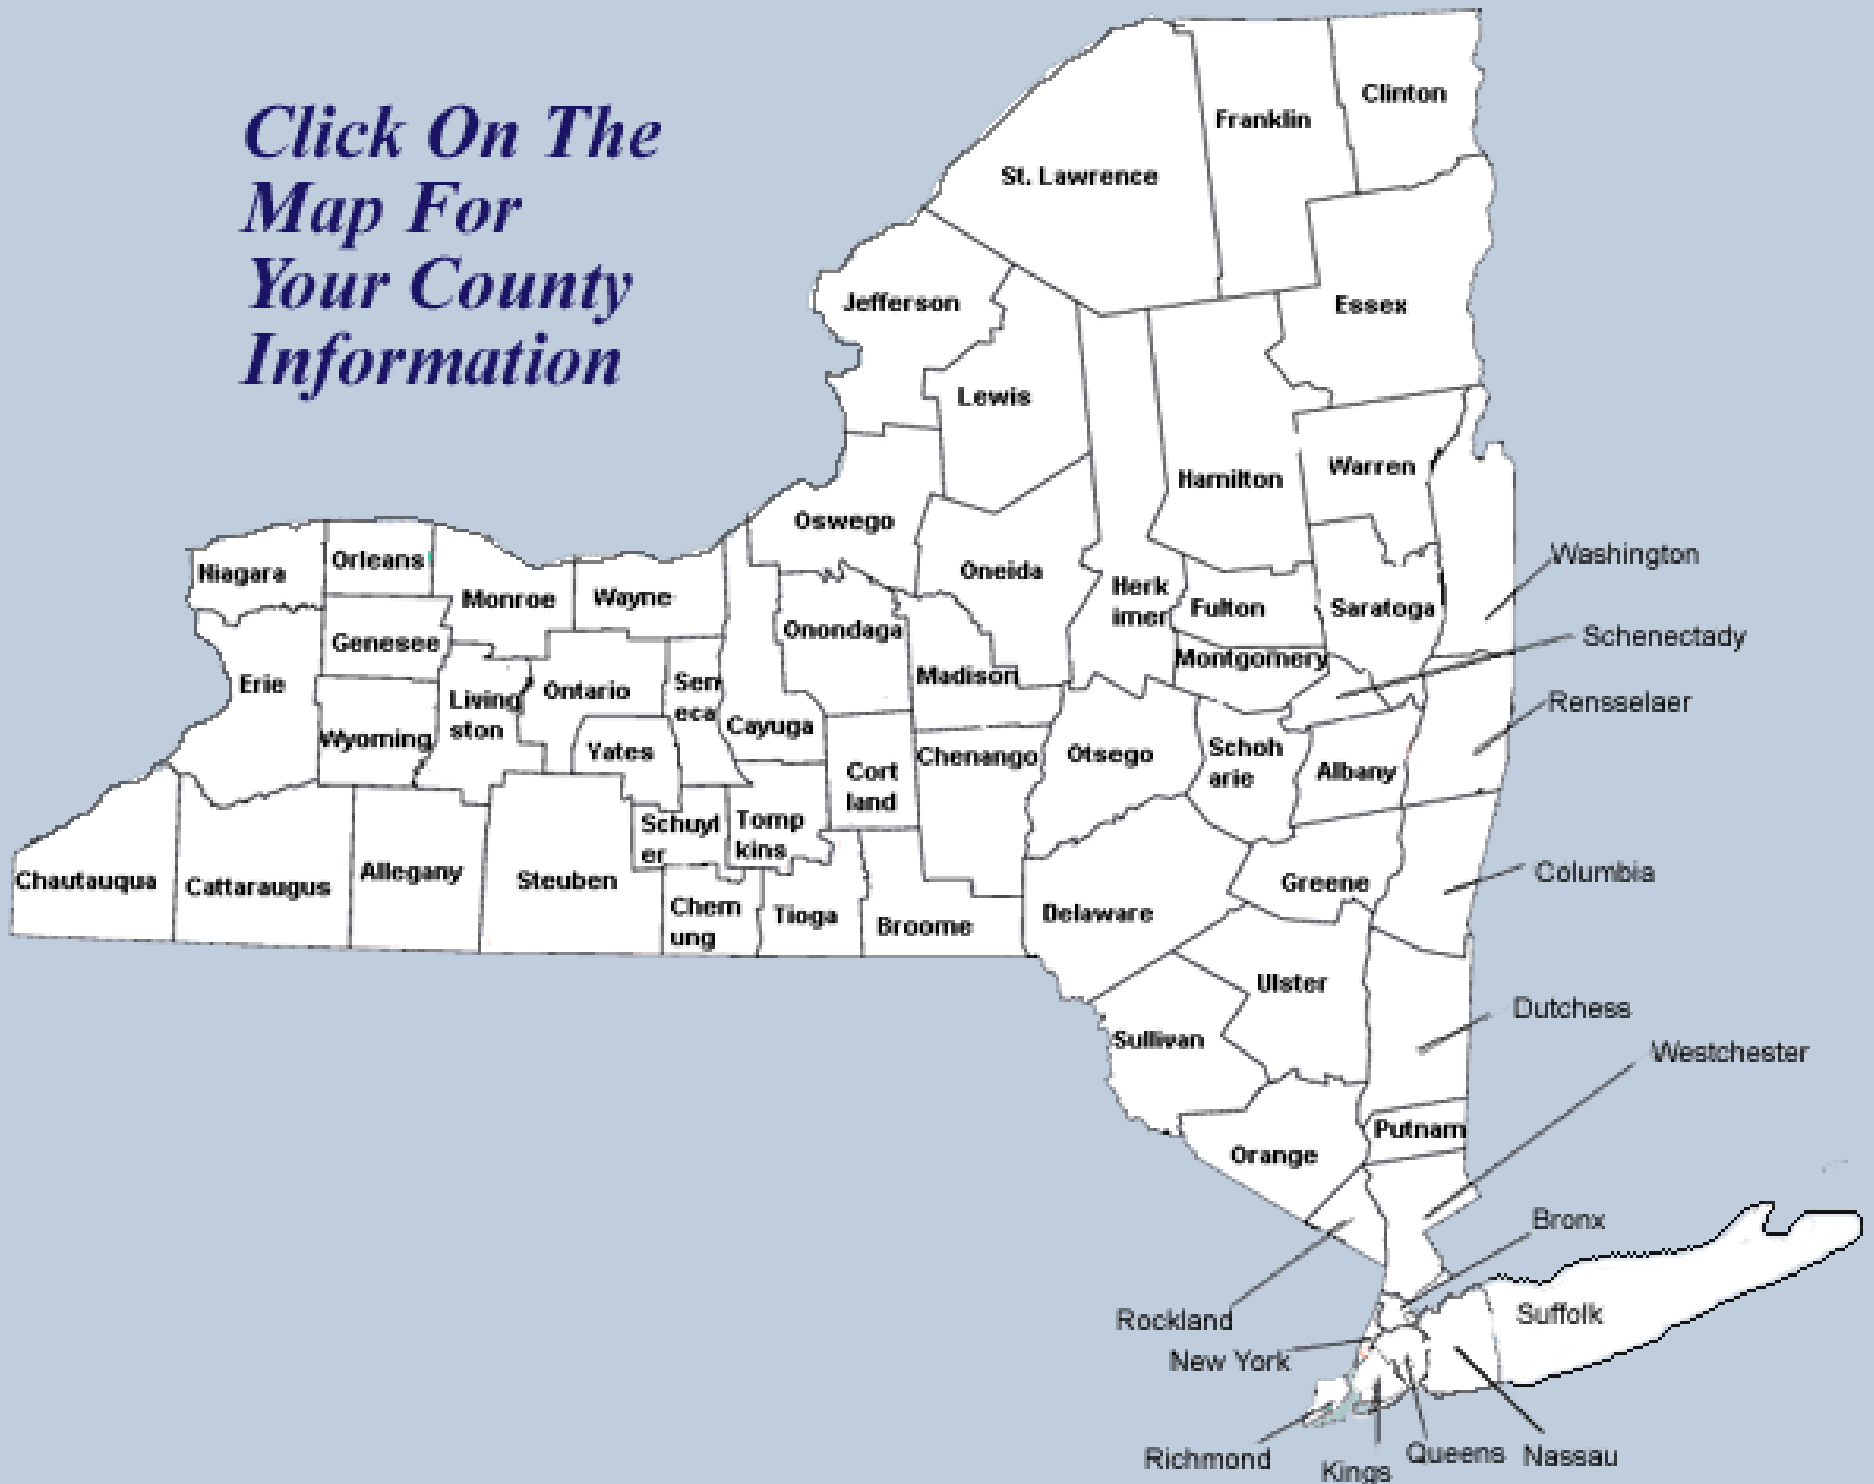 Click On The
Map For
Your County
Information
Clinton
Franklin
St. Lawrence
Jefferson
Essex
Lewis
Warren
Hamilton
Oswego
Washington
Orleans
Niagara
Oneida
Herk
imer
Monroe
Wayne
Fulton
Saratoga
Onondaga
Schenectady
Genesee
Montgomery
Madison
Erie
Sen
eca
Ontario
Living
ston
Rensselaer
Cayuga
Wyoming
Yates
Chenango
Otsego
Schoh
arie
Albany
Cort
land
Schuyl
er
Tomp
kins
Columbia
Chautauqua
Cattaraugus
Allegany
Steuben
Greene
Chem
ung
Tioga
Broome
Delaware
Ulster
Dutchess
Sullivan
Westchester
Putnam
Orange
Bronx
Suffolk
Rockland
New York
Richmond
Kings
Queens
Nassau